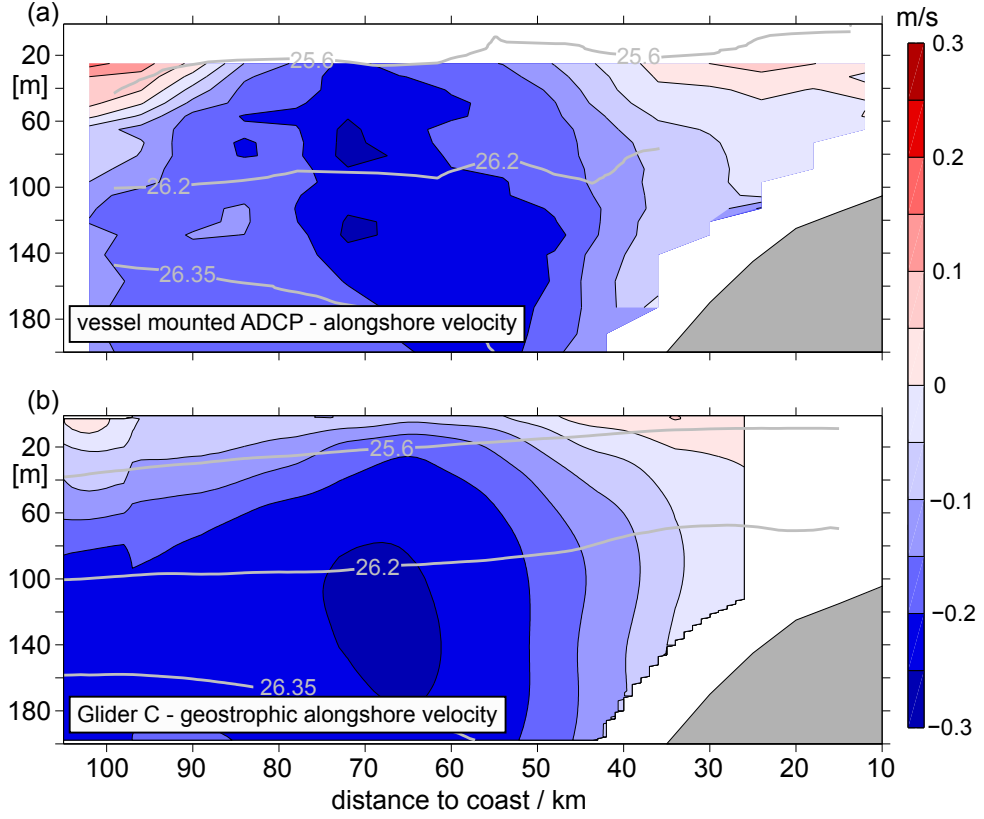 (a)
m/s
20
[m]
60
100
140
180
25.6
25.6
26.2
26.2
26.35
vessel mounted ADCP - alongshore velocity
0.3
0.2
0.1
0
−0.1
−0.2
−0.3
(b)
20
[m]
60
100
140
180
25.6
26.2
26.35
Glider C - geostrophic alongshore velocity
100 90 80 70 60 50 40 30 20 10
distance to coast / km